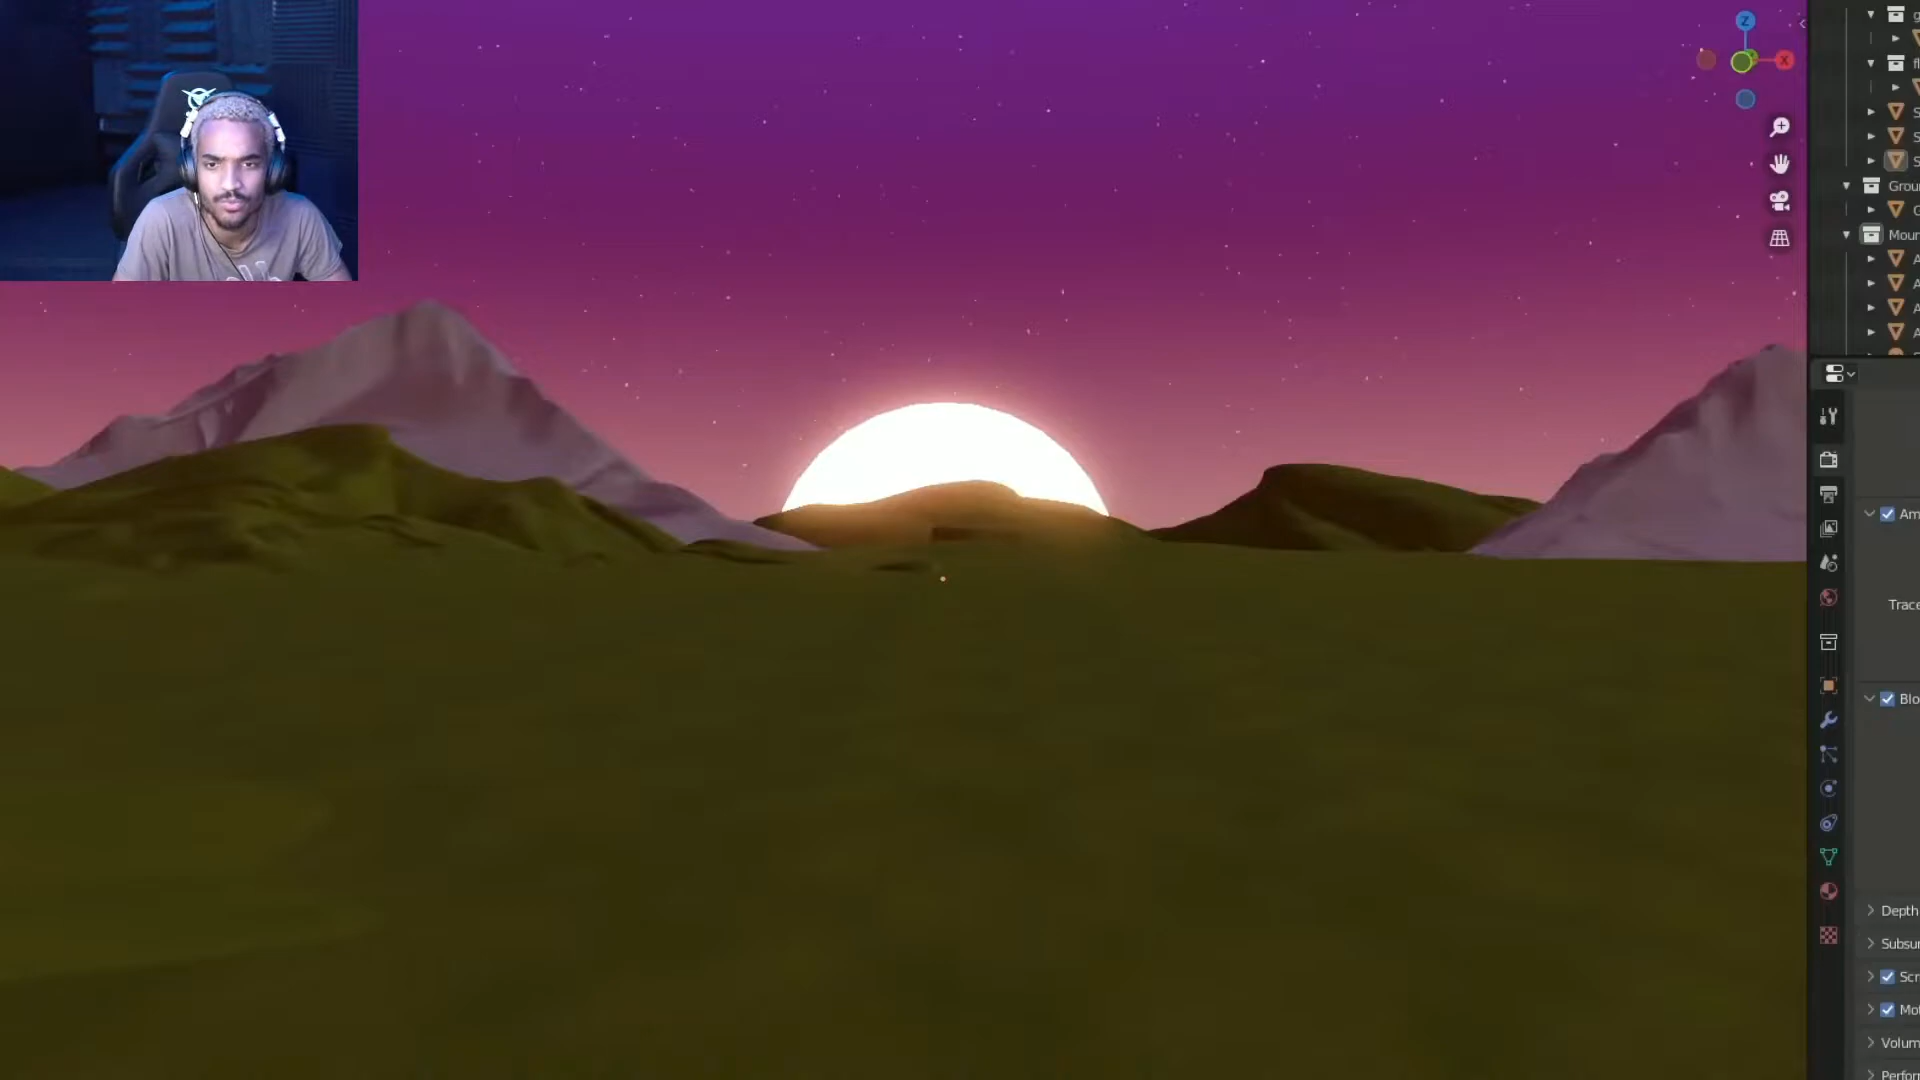 Z
X
Grou
Mour
Am
Trace
Blo
Depth
Subsu
Scr
Mot
Volum
Perfor